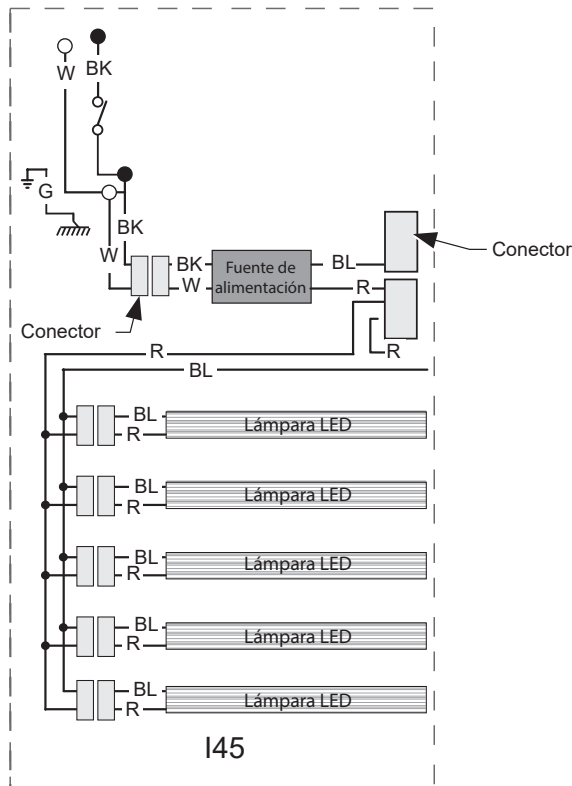 W
BK
G
BK
W
BK
W
Fuente de
alimentación
BL
R
Conector
Conector
R
R
BL
BL
R
Lámpara LED
BL
R
Lámpara LED
BL
R
Lámpara LED
BL
R
Lámpara LED
BL
R
Lámpara LED
I45